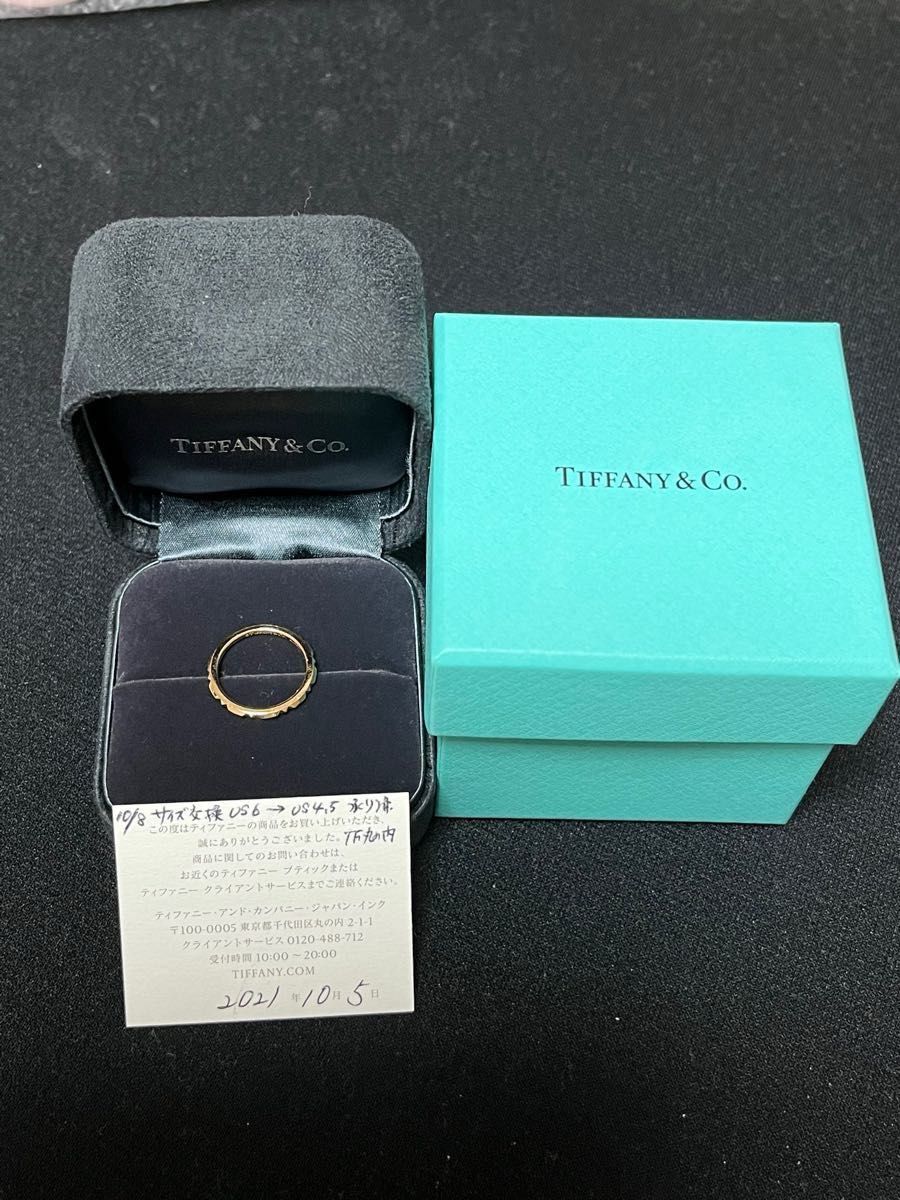 TIFFANY & CO.
TIFFANY & CO.
10/8 サイズ交換 US6 → US4.5 承り済
TF丸の内
この度はティファニーの商品をお買い上げいただき、
誠にありがとうございました。
商品に関してのお問い合わせは、
お近くのティファニー ブティックまたは
ティファニー クライアントサービスまでご連絡ください。
ティファニー・アンド・カンパニー・ジャパン・インク
〒100-0005 東京都千代田区丸の内 2-1-1
クライアントサービス 0120-488-712
受付時間 10:00 ~ 20:00
TIFFANY.COM
2021 年 10 月 5 日